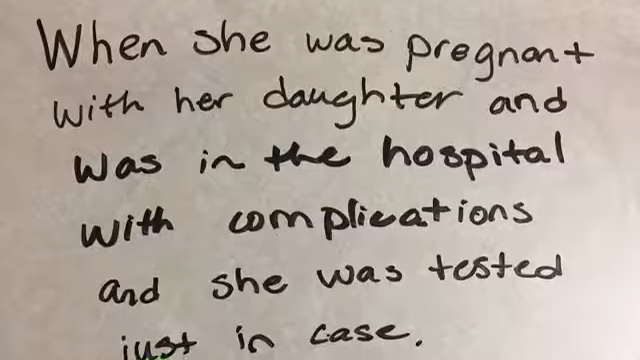 When she was pregnant
with her daughter and
was in the hospital
with complications
and she was tested
just in case.